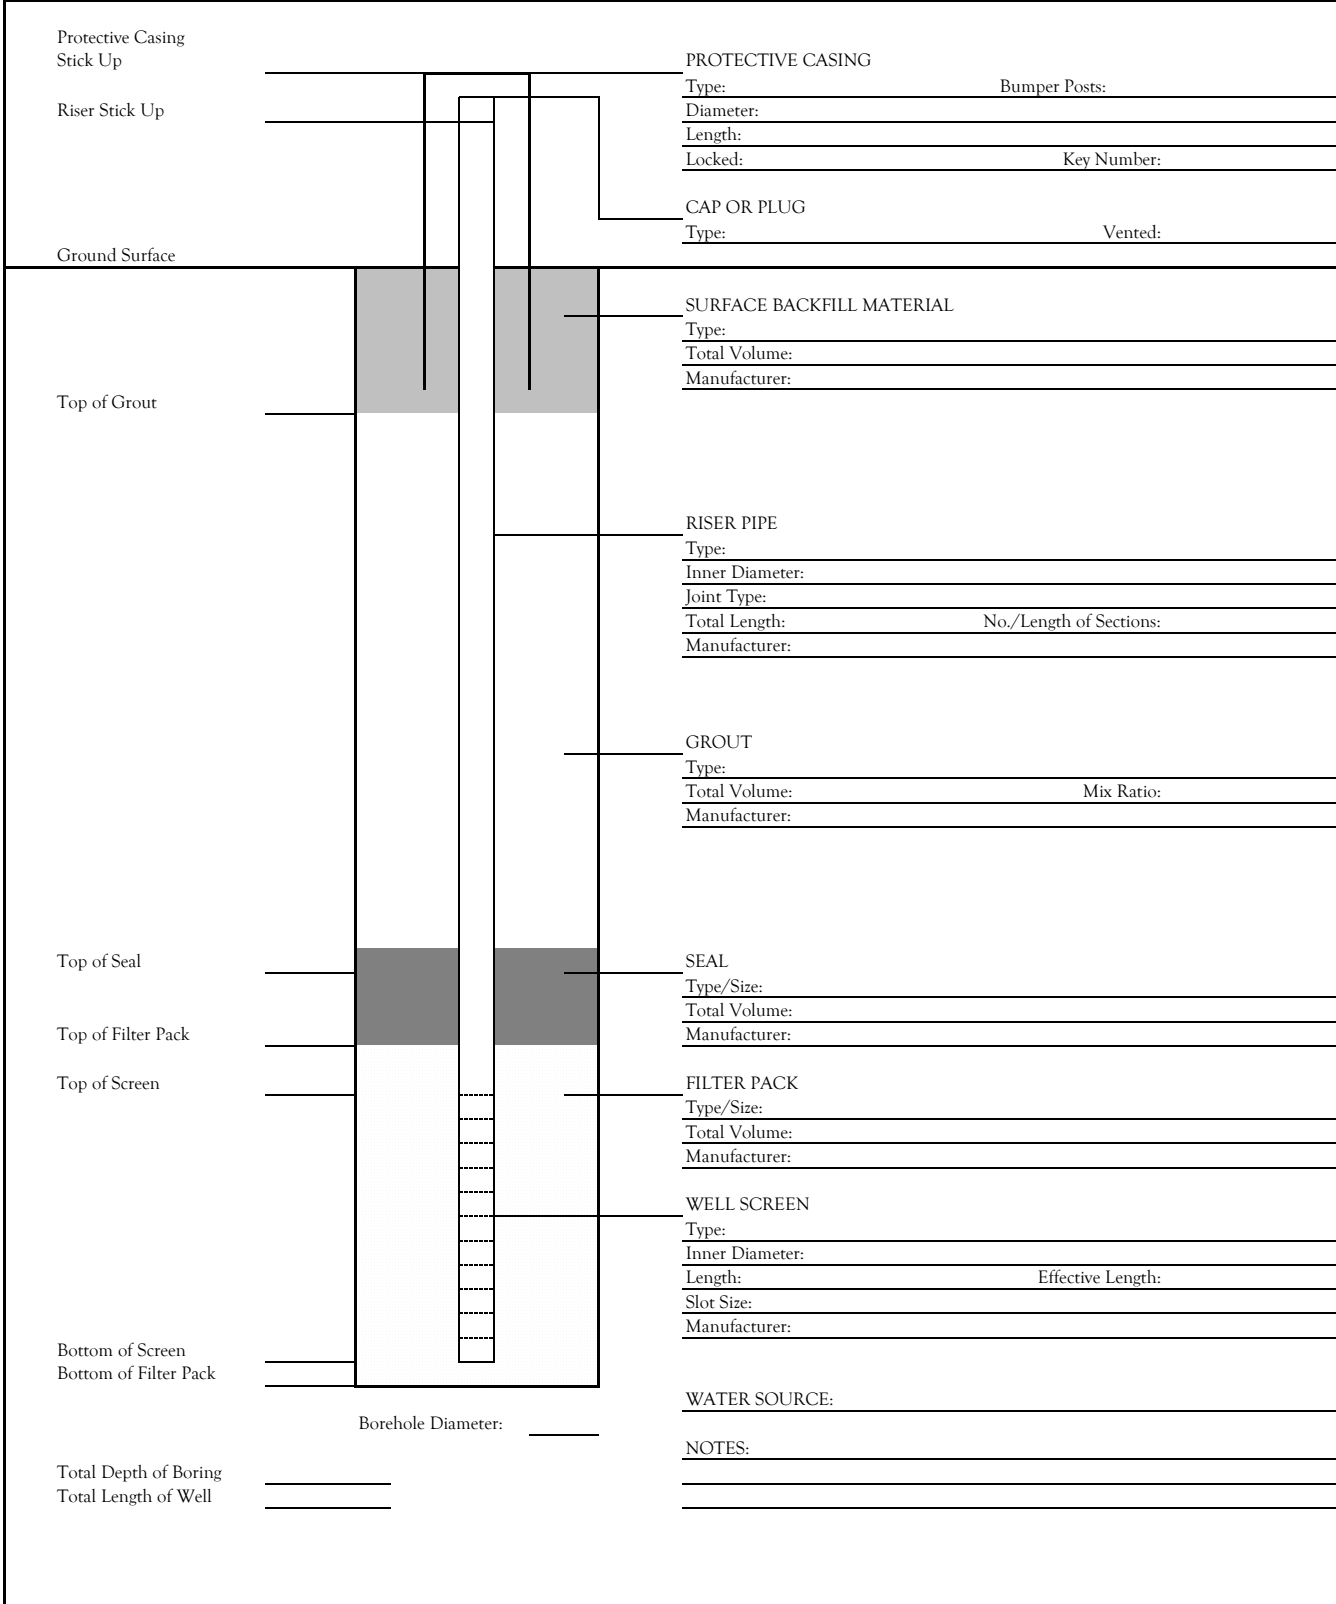 Protective Casing
Stick Up
PROTECTIVE CASING
Type: Bumper Posts:
Riser Stick Up
Diameter:
Length:
Locked: Key Number:
CAP OR PLUG
Type: Vented:
Ground Surface
SURFACE BACKFILL MATERIAL
Type:
Total Volume:
Manufacturer:
Top of Grout
RISER PIPE
Type:
Inner Diameter:
Joint Type:
Total Length: No./Length of Sections:
Manufacturer:
GROUT
Type:
Total Volume: Mix Ratio:
Manufacturer:
Top of Seal
SEAL
Type/Size:
Total Volume:
Top of Filter Pack
Manufacturer:
Top of Screen
FILTER PACK
Type/Size:
Total Volume:
Manufacturer:
WELL SCREEN
Type:
Inner Diameter:
Length: Effective Length:
Slot Size:
Manufacturer:
Bottom of Screen
Bottom of Filter Pack
WATER SOURCE:
Borehole Diameter:
NOTES:
Total Depth of Boring
Total Length of Well